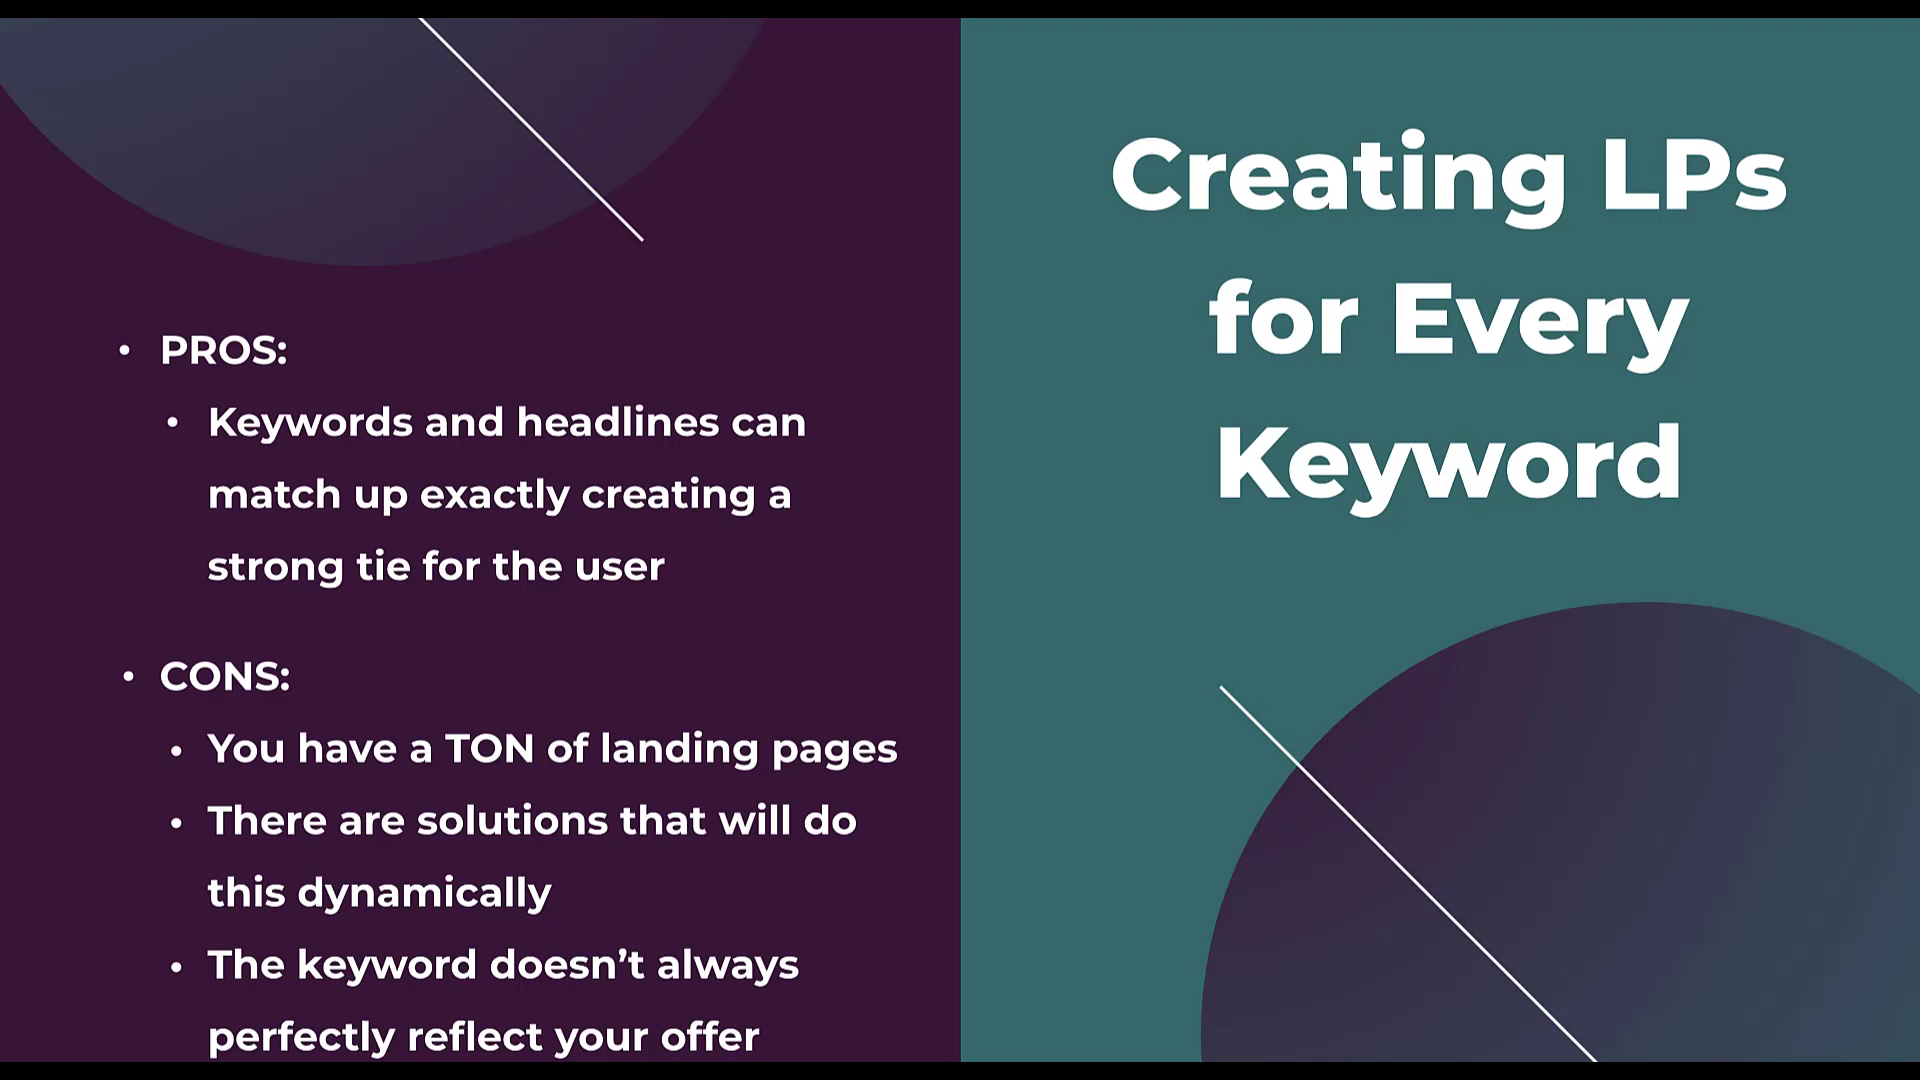 • PROS:
• Keywords and headlines can
match up exactly creating a
strong tie for the user
• CONS:
• You have a TON of landing pages
• There are solutions that will do
this dynamically
• The keyword doesn’t always
perfectly reflect your offer
Creating LPs
for Every
Keyword